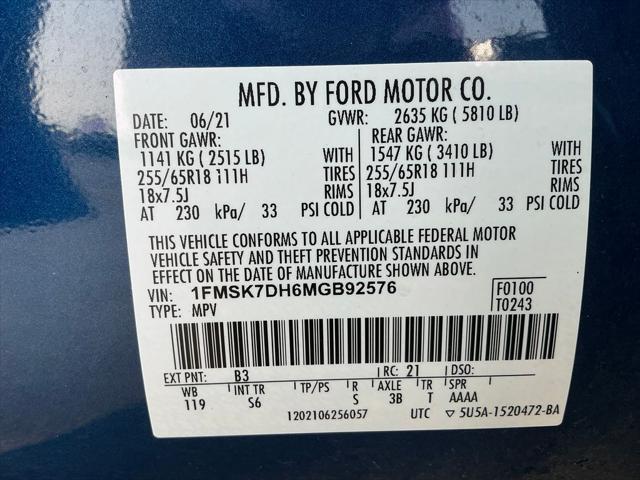 MFD. BY FORD MOTOR CO.
DATE: 06/21 GVWR: 2635 KG ( 5810 LB)
FRONT GAWR: REAR GAWR:
1141 KG ( 2515 LB) WITH 1547 KG ( 3410 LB) WITH
255/65R18 111H TIRES 255/65R18 111H TIRES
18x7.5J RIMS 18x7.5J RIMS
AT 230 kPa/ 33 PSI COLD AT 230 kPa/ 33 PSI COLD
THIS VEHICLE CONFORMS TO ALL APPLICABLE FEDERAL MOTOR
VEHICLE SAFETY AND THEFT PREVENTION STANDARDS IN
EFFECT ON THE DATE OF MANUFACTURE SHOWN ABOVE.
VIN: 1FMSK7DH6MGB92576 F0100
TYPE: MPV T0243
EXT PNT: B3 RC: 21 DSO:
WB INT TR TP/PS R AXLE TR SPR
119 S6 S 3B T AAAA
1202106256057 UTC ▽ 5U5A-1520472-BA